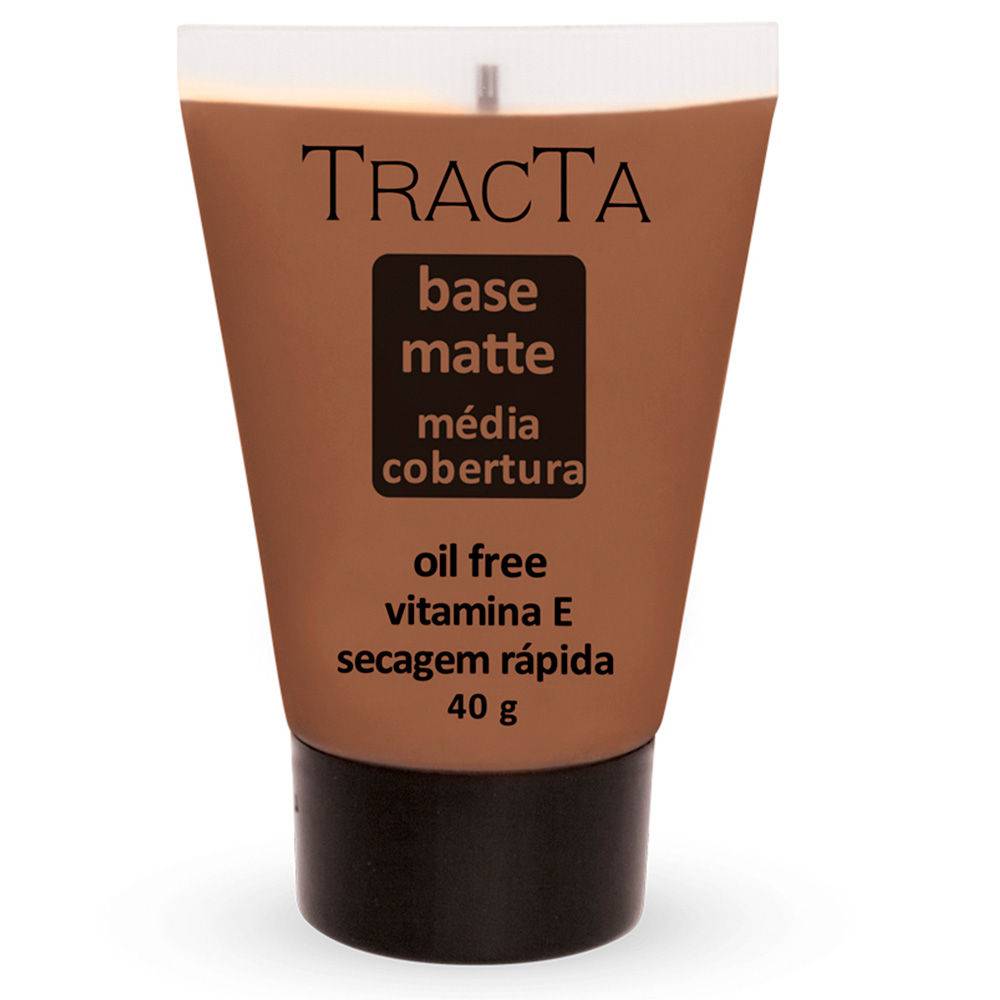 TRACTA
base
matte
média
cobertura
oil free
vitamina E
secagem rápida
40 g